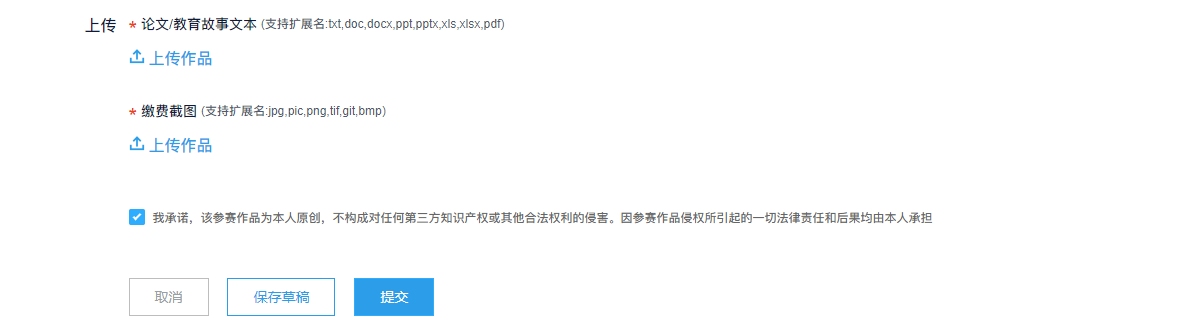 上传 * 论文/教育故事文本 (支持扩展名:txt,doc,docx,ppt,pptx,xls,xlsx,pdf)
上传作品
* 缴费截图 (支持扩展名:jpg,pic,png,tif,git,bmp)
上传作品
我承诺，该参赛作品为本人原创，不构成对任何第三方知识产权或其他合法权利的侵害。因参赛作品侵权所引起的一切法律责任和后果均由本人承担
取消 保存草稿 提交